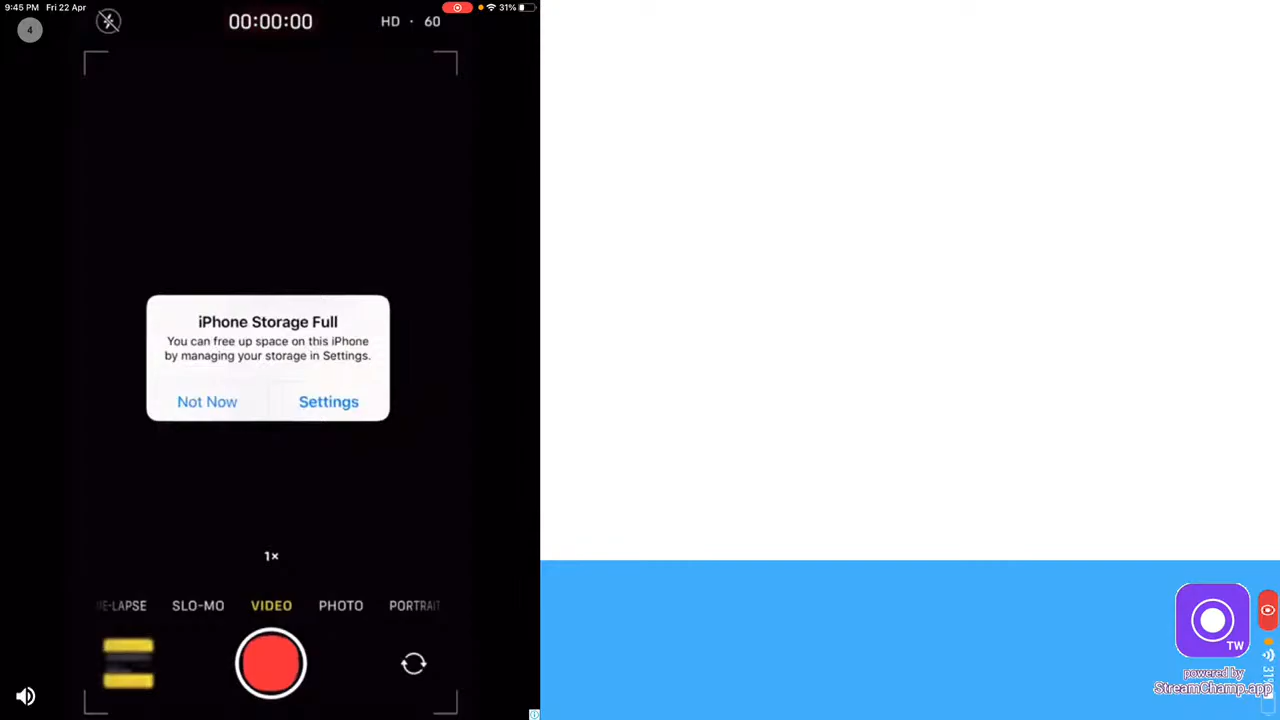 9:45 PM Fri 22 Apr
31%
4
00:00:00
HD · 60
iPhone Storage Full
You can free up space on this iPhone
by managing your storage in Settings.
Not Now
Settings
1×
E-LAPSE
SLO-MO
VIDEO
PHOTO
PORTRAIT
TW
powered by
StreamChamp.app
31%